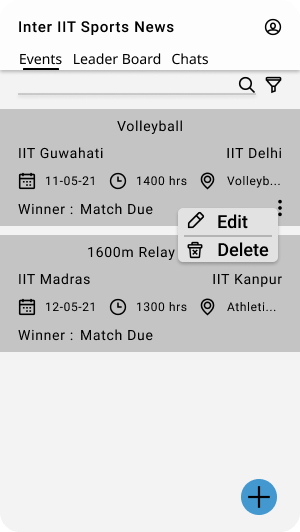 Inter IIT Sports News
Events Leader Board Chats
Volleyball
IIT Guwahati IIT Delhi
11-05-21 1400 hrs Volleyb...
Winner : Match Due
Edit
Delete
1600m Relay
IIT Madras IIT Kanpur
12-05-21 1300 hrs Athleti...
Winner : Match Due